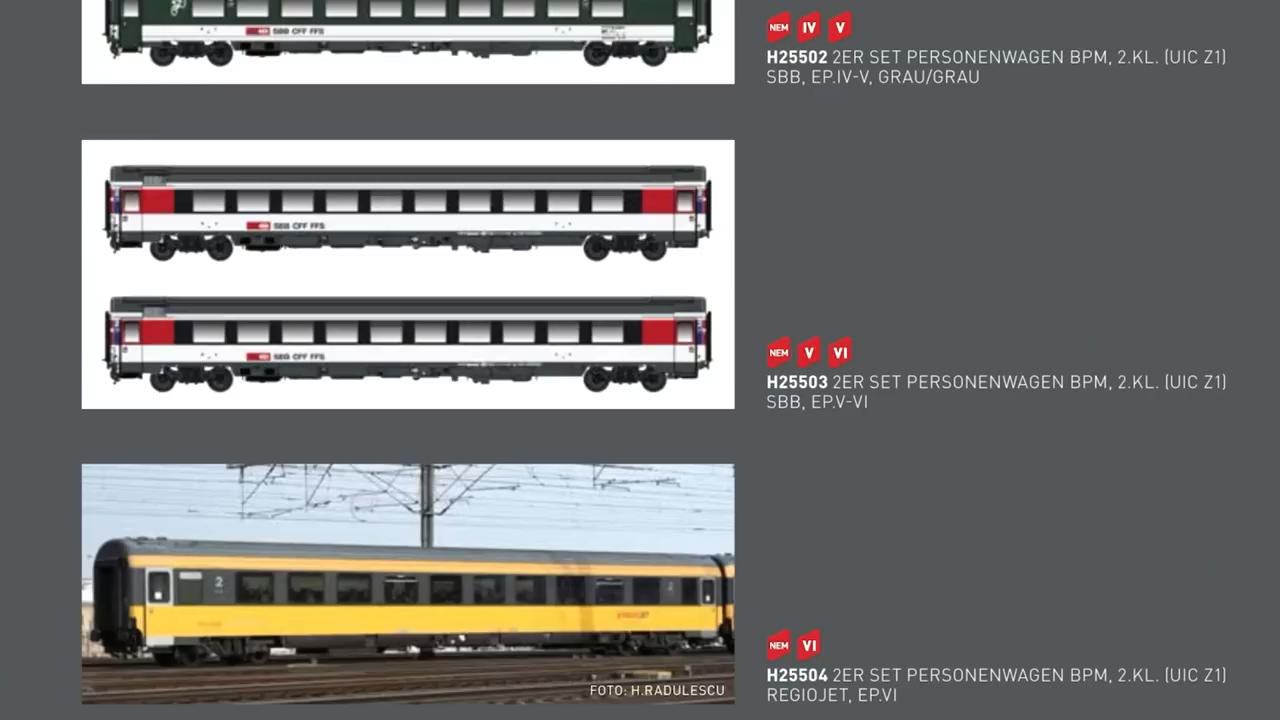 SBB CFF FFS
NEM IV V
H25502 2ER SET PERSONENWAGEN BPM, 2.KL. (UIC Z1)
SBB, EP.IV-V, GRAU/GRAU
SBB CFF FFS
SBB CFF FFS
NEM V VI
H25503 2ER SET PERSONENWAGEN BPM, 2.KL. (UIC Z1)
SBB, EP.V-VI
2
FOTO: H.RADULESCU
NEM VI
H25504 2ER SET PERSONENWAGEN BPM, 2.KL. (UIC Z1)
REGIOJET, EP.VI